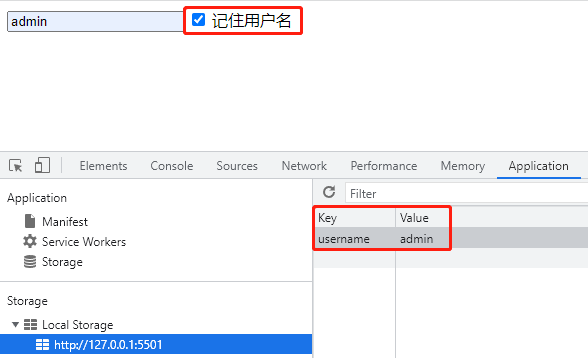 admin 记住用户名
Elements Console Sources Network Performance Memory Application
Application
Manifest
Service Workers
Storage
Storage
Local Storage
http://127.0.0.1:5501
Filter
Key Value
username admin